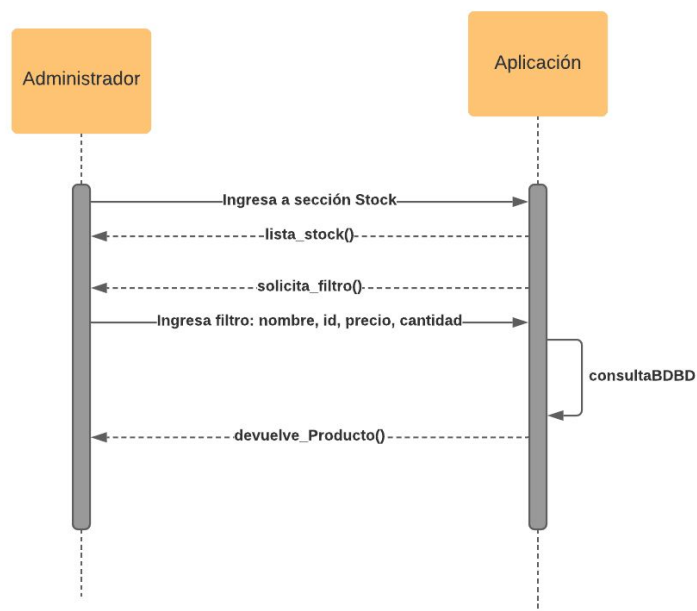 Administrador
Aplicación
Ingresa a sección Stock
lista_stock()
solicita_filtro()
Ingresa filtro: nombre, id, precio, cantidad
consultaBDBD
devuelve_Producto()